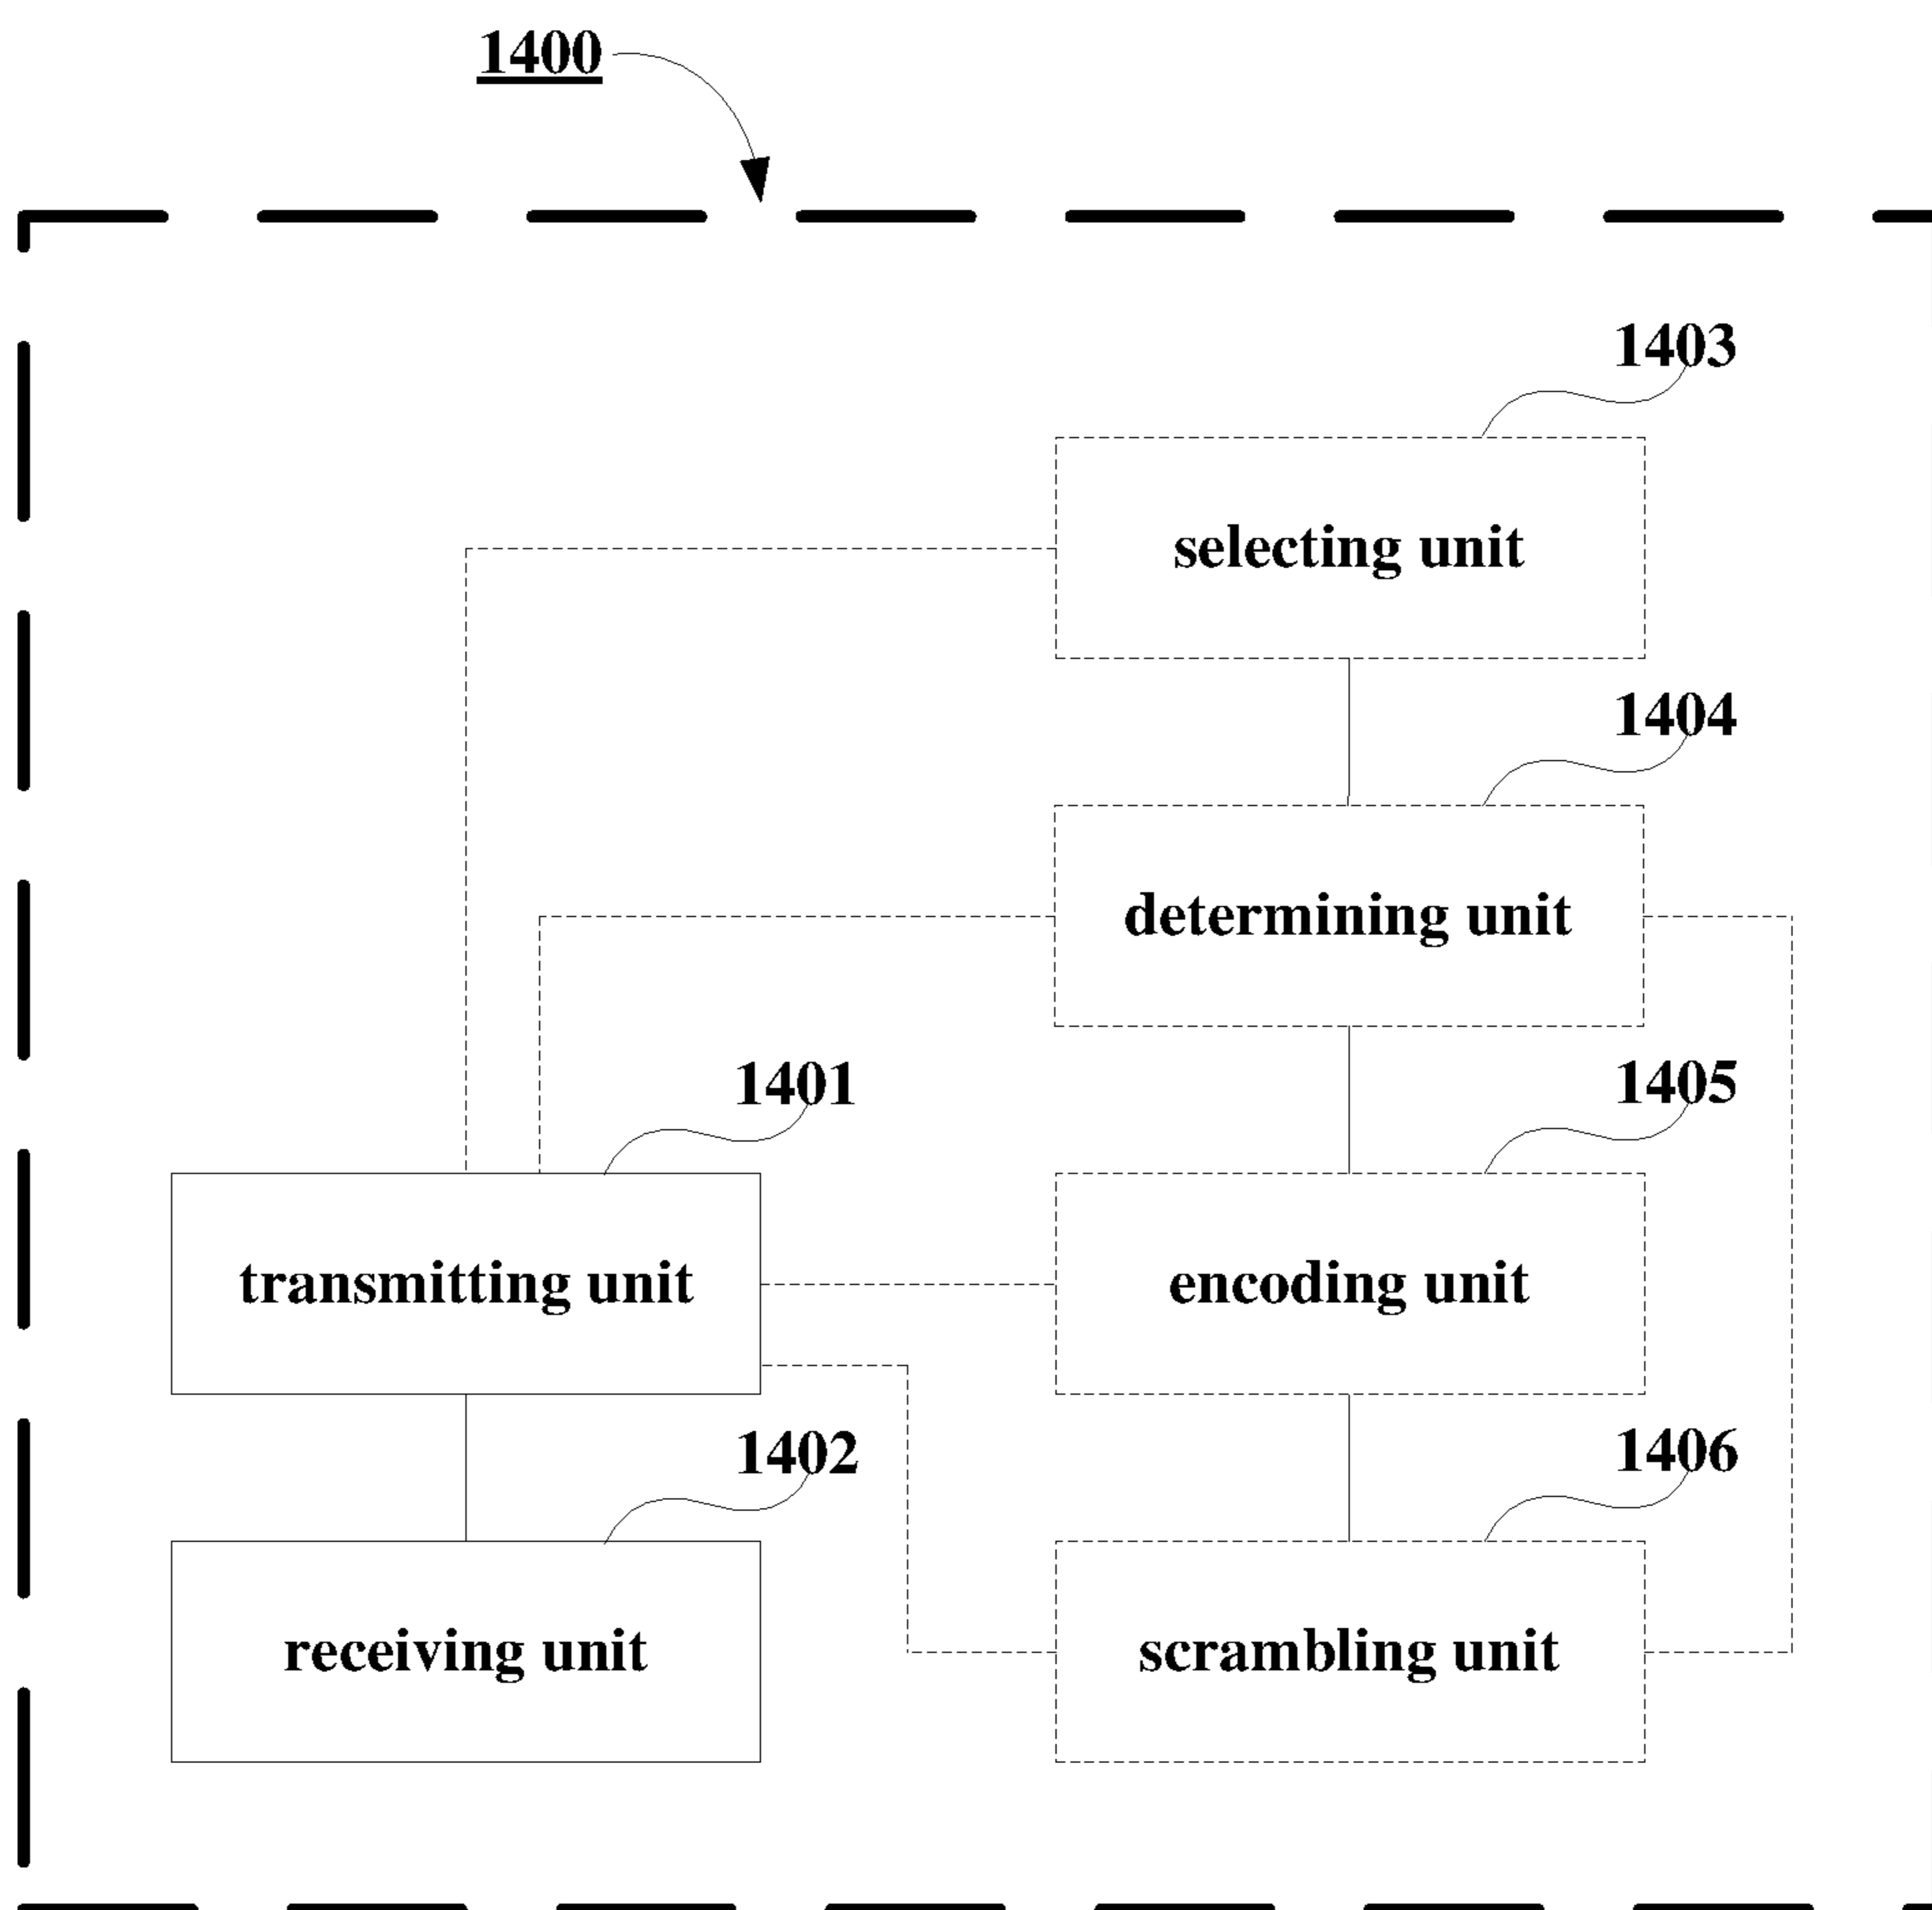 1400
1403
selecting unit
1404
determining unit
1401
1405
transmitting unit
encoding unit
1402
1406
receiving unit
scrambling unit